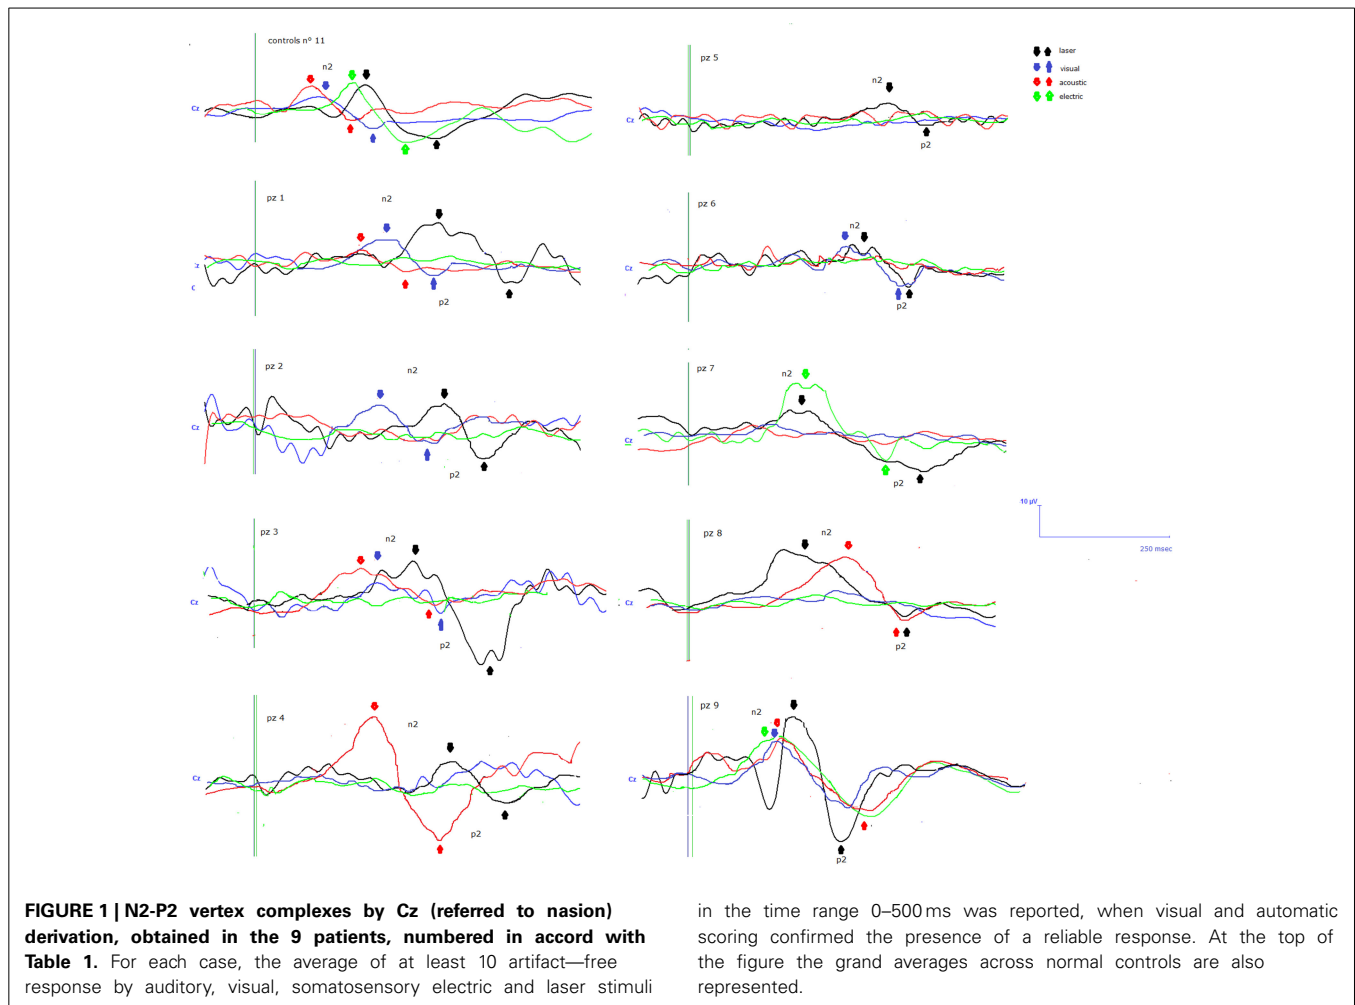 controls n° 11
n2
Cz
pz 1
n2
Cz
p2
pz 2
n2
Cz
p2
pz 3
n2
Cz
p2
pz 4
n2
Cz
p2
pz 5
n2
Cz
p2
pz 6
n2
Cz
p2
pz 7
n2
Cz
p2
pz 8
n2
Cz
p2
pz 9
n2
Cz
p2
laser
visual
acoustic
electric
10 µV
250 msec
FIGURE 1 | N2-P2 vertex complexes by Cz (referred to nasion)
derivation, obtained in the 9 patients, numbered in accord with
Table 1. For each case, the average of at least 10 artifact—free
response by auditory, visual, somatosensory electric and laser stimuli
in the time range 0–500 ms was reported, when visual and automatic
scoring confirmed the presence of a reliable response. At the top of
the figure the grand averages across normal controls are also
represented.